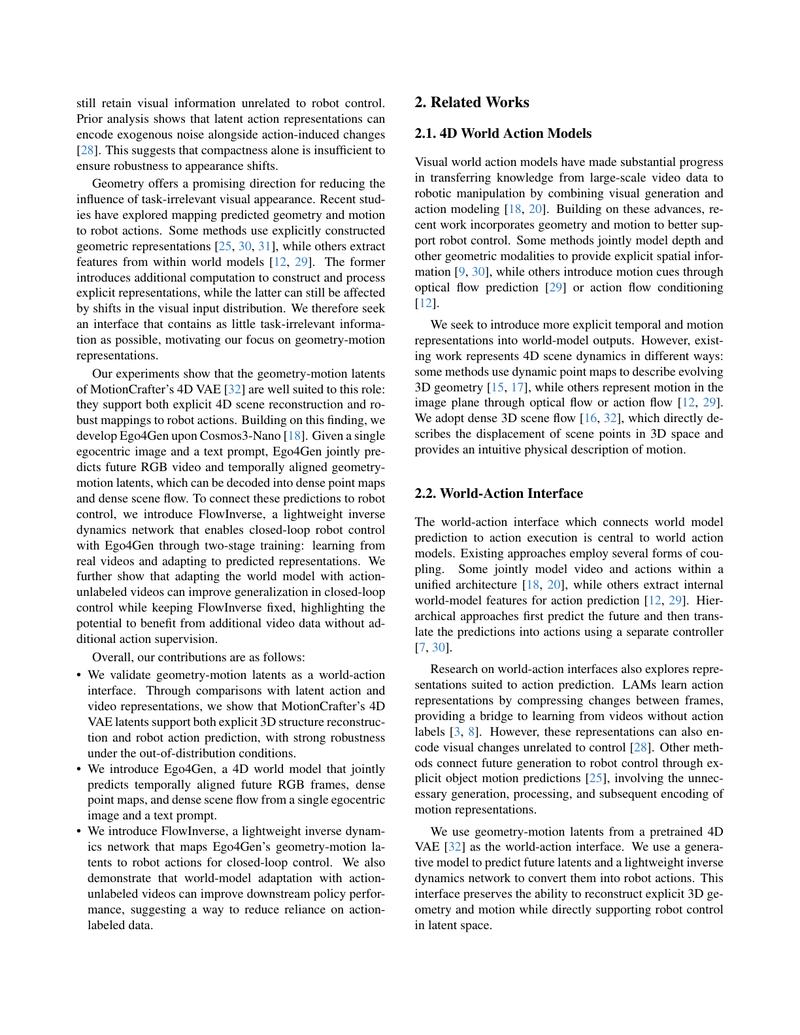 still retain visual information unrelated to robot control.
Prior analysis shows that latent action representations can
encode exogenous noise alongside action-induced changes
[28]. This suggests that compactness alone is insufficient to
ensure robustness to appearance shifts.
Geometry offers a promising direction for reducing the
influence of task-irrelevant visual appearance. Recent stud-
ies have explored mapping predicted geometry and motion
to robot actions. Some methods use explicitly constructed
geometric representations [25, 30, 31], while others extract
features from within world models [12, 29]. The former
introduces additional computation to construct and process
explicit representations, while the latter can still be affected
by shifts in the visual input distribution. We therefore seek
an interface that contains as little task-irrelevant informa-
tion as possible, motivating our focus on geometry-motion
representations.
Our experiments show that the geometry-motion latents
of MotionCrafter's 4D VAE [32] are well suited to this role:
they support both explicit 4D scene reconstruction and ro-
bust mappings to robot actions. Building on this finding, we
develop Ego4Gen upon Cosmos3-Nano [18]. Given a single
egocentric image and a text prompt, Ego4Gen jointly pre-
dicts future RGB video and temporally aligned geometry-
motion latents, which can be decoded into dense point maps
and dense scene flow. To connect these predictions to robot
control, we introduce FlowInverse, a lightweight inverse
dynamics network that enables closed-loop robot control
with Ego4Gen through two-stage training: learning from
real videos and adapting to predicted representations. We
further show that adapting the world model with action-
unlabeled videos can improve generalization in closed-loop
control while keeping FlowInverse fixed, highlighting the
potential to benefit from additional video data without ad-
ditional action supervision.
Overall, our contributions are as follows:
• We validate geometry-motion latents as a world-action
interface. Through comparisons with latent action and
video representations, we show that MotionCrafter's 4D
VAE latents support both explicit 3D structure reconstruc-
tion and robot action prediction, with strong robustness
under the out-of-distribution conditions.
• We introduce Ego4Gen, a 4D world model that jointly
predicts temporally aligned future RGB frames, dense
point maps, and dense scene flow from a single egocentric
image and a text prompt.
• We introduce FlowInverse, a lightweight inverse dynam-
ics network that maps Ego4Gen's geometry-motion la-
tents to robot actions for closed-loop control. We also
demonstrate that world-model adaptation with action-
unlabeled videos can improve downstream policy perfor-
mance, suggesting a way to reduce reliance on action-
labeled data.
2. Related Works
2.1. 4D World Action Models
Visual world action models have made substantial progress
in transferring knowledge from large-scale video data to
robotic manipulation by combining visual generation and
action modeling [18, 20]. Building on these advances, re-
cent work incorporates geometry and motion to better sup-
port robot control. Some methods jointly model depth and
other geometric modalities to provide explicit spatial infor-
mation [9, 30], while others introduce motion cues through
optical flow prediction [29] or action flow conditioning
[12].
We seek to introduce more explicit temporal and motion
representations into world-model outputs. However, exist-
ing work represents 4D scene dynamics in different ways:
some methods use dynamic point maps to describe evolving
3D geometry [15, 17], while others represent motion in the
image plane through optical flow or action flow [12, 29].
We adopt dense 3D scene flow [16, 32], which directly de-
scribes the displacement of scene points in 3D space and
provides an intuitive physical description of motion.
2.2. World-Action Interface
The world-action interface which connects world model
prediction to action execution is central to world action
models. Existing approaches employ several forms of cou-
pling. Some jointly model video and actions within a
unified architecture [18, 20], while others extract internal
world-model features for action prediction [12, 29]. Hier-
archical approaches first predict the future and then trans-
late the predictions into actions using a separate controller
[7, 30].
Research on world-action interfaces also explores repre-
sentations suited to action prediction. LAMs learn action
representations by compressing changes between frames,
providing a bridge to learning from videos without action
labels [3, 8]. However, these representations can also en-
code visual changes unrelated to control [28]. Other meth-
ods connect future generation to robot control through ex-
plicit object motion predictions [25], involving the unnec-
essary generation, processing, and subsequent encoding of
motion representations.
We use geometry-motion latents from a pretrained 4D
VAE [32] as the world-action interface. We use a genera-
tive model to predict future latents and a lightweight inverse
dynamics network to convert them into robot actions. This
interface preserves the ability to reconstruct explicit 3D ge-
ometry and motion while directly supporting robot control
in latent space.